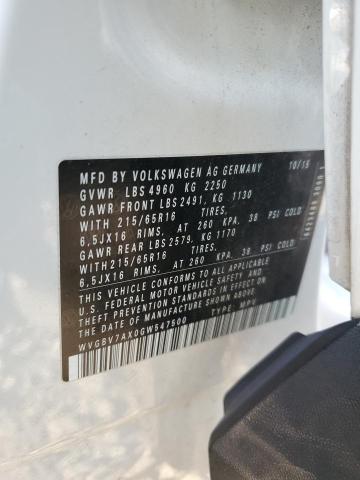 MFD BY VOLKSWAGEN AG GERMANY 10/15
GVWR LBS 4960 KG 2250
GAWR FRONT LBS 2491, KG 1130
WITH 215/65R16 TIRES,
6,5JX16 RIMS, AT 260 KPA, 38 PSI COLD
GAWR REAR LBS 2579, KG 1170
WITH 215/65R16 TIRES,
6,5JX16 RIMS, AT 260 KPA, 38 PSI COLD
THIS VEHICLE CONFORMS TO ALL APPLICABLE
U.S. FEDERAL MOTOR VEHICLE SAFETY AND
THEFT PREVENTION STANDARDS IN EFFECT ON THE
DATE OF MANUFACTURE SHOWN ABOVE.
WVGBV7AX0GW547500 TYPE: MPV